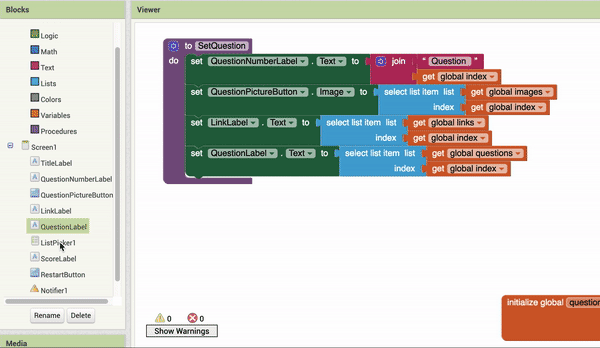 Blocks
Viewer
Logic
Math
Text
Lists
Colors
Variables
Procedures
Screen1
TitleLabel
QuestionNumberLabel
QuestionPictureButton
LinkLabel
QuestionLabel
ListPicker1
ScoreLabel
RestartButton
Notifier1
Rename Delete
Media
to SetQuestion
do set QuestionNumberLabel . Text to join " Question "
get global index
set QuestionPictureButton . Image to select list item list get global images
index get global index
set LinkLabel . Text to select list item list get global links
index get global index
set QuestionLabel . Text to select list item list get global questions
index get global index
0 0
Show Warnings
initialize global question